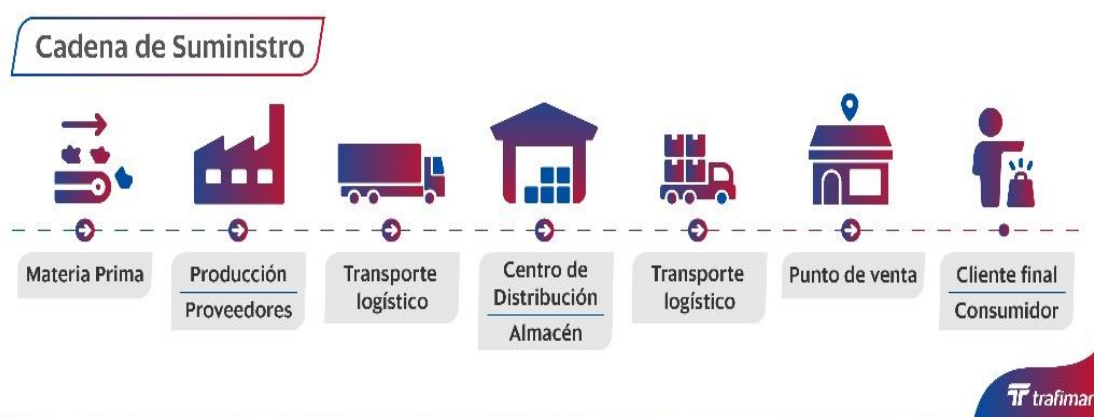 Cadena de Suministro
Materia Prima
Producción
Proveedores
Transporte
logístico
Centro de
Distribución
Almacén
Transporte
logístico
Punto de venta
Cliente final
Consumidor
trafimar